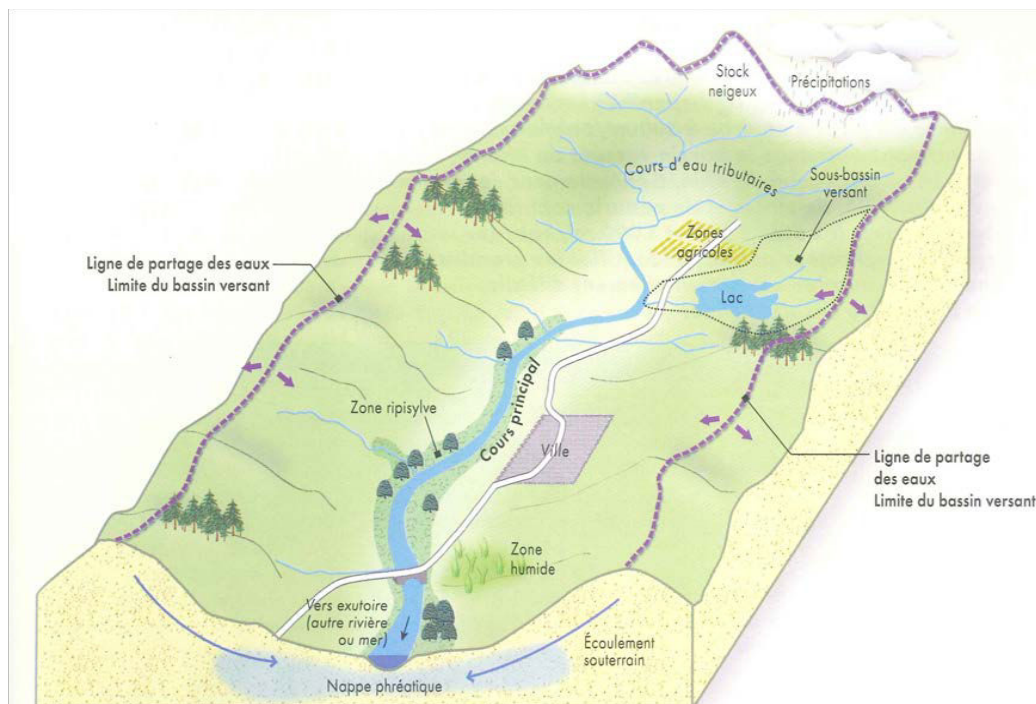 Stock
neigeux
Précipitations
Cours d'eau tributaires
Sous-bassin
versant
Zones
agricoles
Ligne de partage des eaux
Limite du bassin versant
Lac
Cours principal
Zone ripisylve
Ville
Ligne de partage
des eaux
Limite du bassin versant
Zone
humide
Vers exutoire
(autre rivière
ou mer)
Écoulement
souterrain
Nappe phréatique